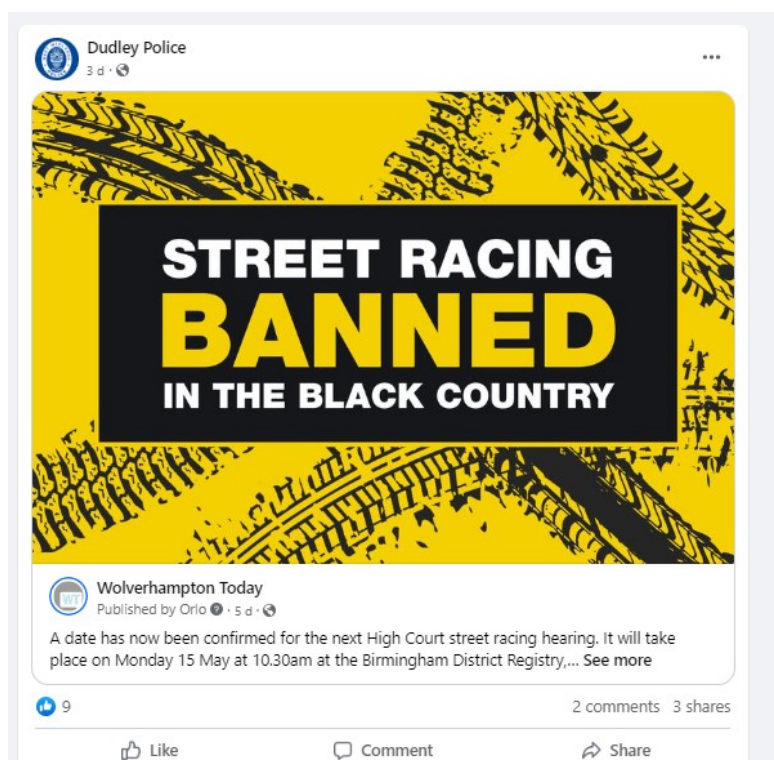 Dudley Police
3 d ·
STREET RACING
BANNED
IN THE BLACK COUNTRY
WT
Wolverhampton Today
Published by Orlo · 5 d ·
A date has now been confirmed for the next High Court street racing hearing. It will take
place on Monday 15 May at 10.30am at the Birmingham District Registry,... See more
9
2 comments 3 shares
Like Comment Share